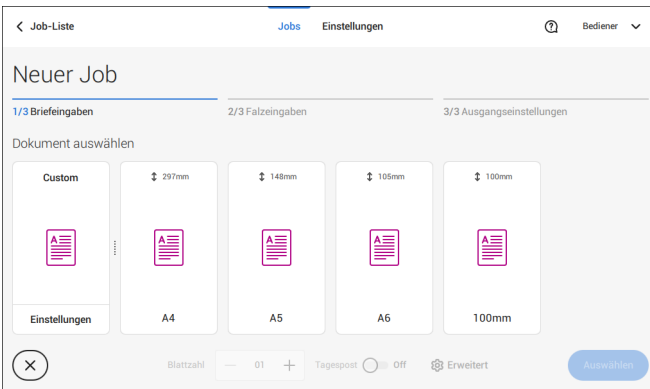 Job-Liste Jobs Einstellungen Bediener
Neuer Job
1/3 Briefeingaben 2/3 Falzeingaben 3/3 Ausgangseinstellungen
Dokument auswählen
Custom 297mm 148mm 105mm 100mm
Einstellungen A4 A5 A6 100mm
Blattzahl — 01 + Tagespost Off Erweitert Auswählen